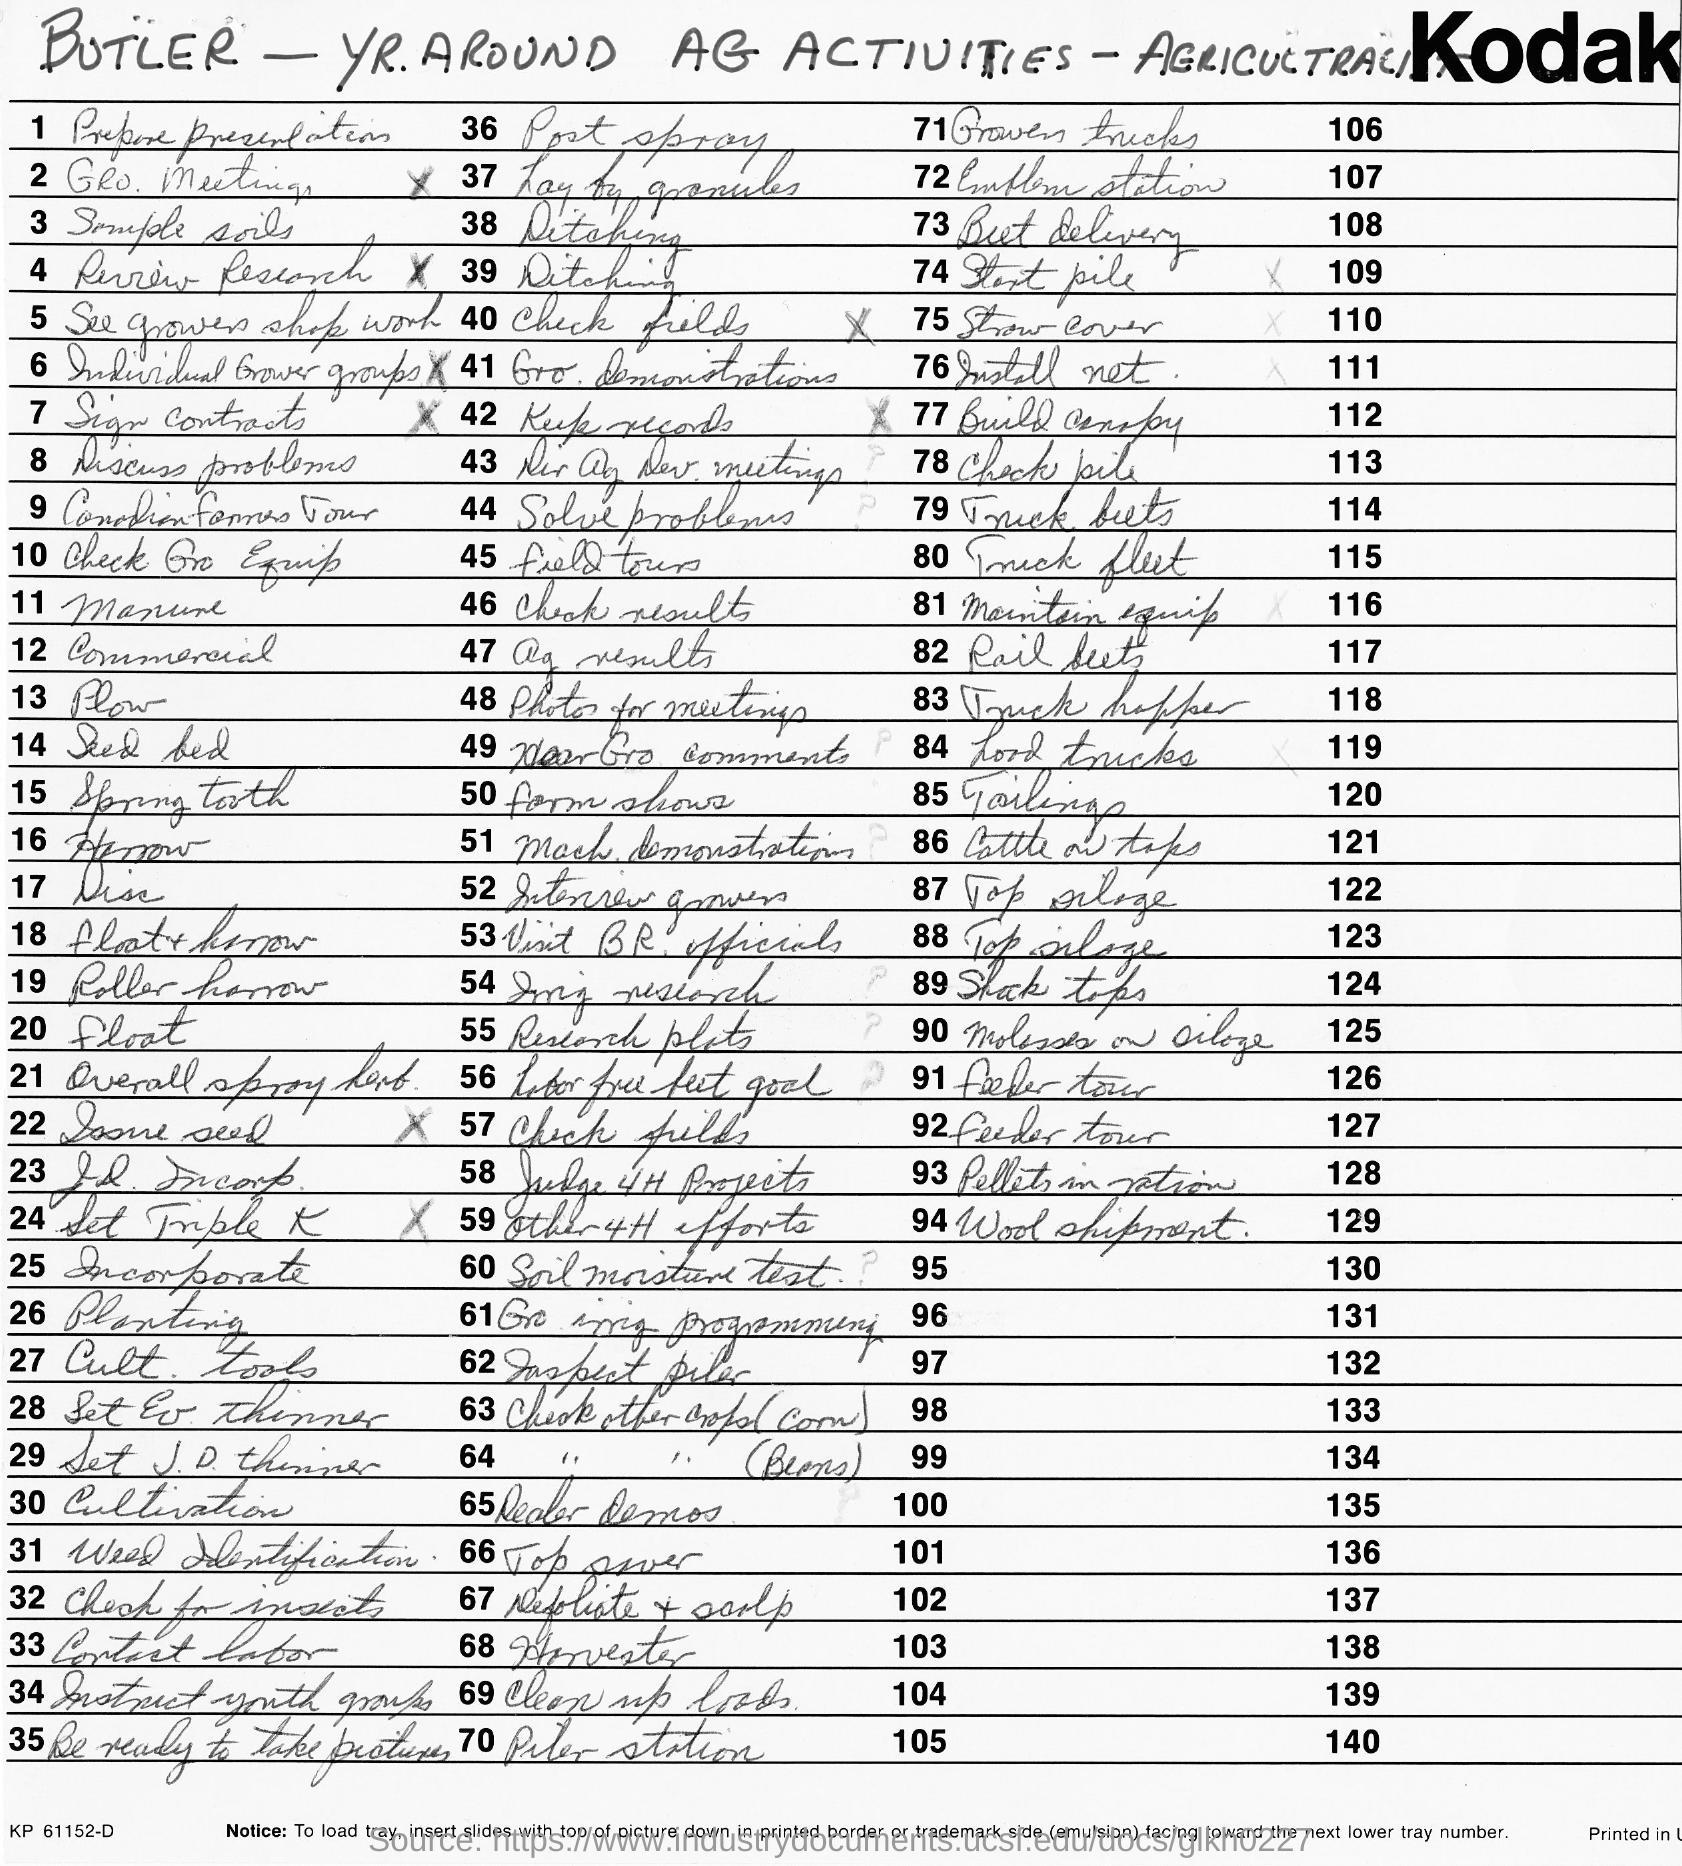 BUTLER — YR. AROUND AG ACTIVITIES — AGRICULTRALIST
Kodak
1 Prepare presentations
2 Gro. Meetings X
3 Sample soils
4 Review Research X
5 See growers shop work
6 Individual Grower groups X
7 Sign contracts X
8 Discuss problems
9 Canadian Farmers Tour
10 Check Gro Equip
11 Manure
12 Commercial
13 Plow
14 Seed bed
15 Spring tooth
16 Harrow
17 Disc
18 Float + harrow
19 Roller harrow
20 Float
21 Overall spray herb.
22 Issue seed X
23 J.D. Incorp.
24 Set Triple K X
25 Incorporate
26 Planting
27 Cult. tools
28 Set Ev. thinner
29 Set J.D. thinner
30 Cultivation
31 Weed Identification.
32 Check for insects
33 Contact labor
34 Instruct youth groups
35 Be ready to take pictures
36 Post spray
37 Lay by granules
38 Ditching
39 Ditching
40 Check fields X
41 Gro. demonstrations
42 Keep records X
43 Dir Ag Dev. meetings ?
44 Solve problems ?
45 Field tours
46 Check results
47 Ag results
48 Photos for meetings
49 Hear Gro comments ?
50 Farm shows
51 Mach. demonstrations ?
52 Interview growers
53 Visit B.R. officials
54 Irrig research ?
55 Research plots ?
56 Labor free beet goal ?
57 Check fields
58 Judge 4H Projects
59 Other 4H efforts
60 Soil moisture test. ?
61 Gro irrig programming
62 Inspect piler
63 Check other crops (Corn)
64 " " (Beans)
65 Dealer demos ?
66 Top saver
67 Defoliate + scalp
68 Harvester
69 Clean up loads.
70 Piler station
71 Growers trucks
72 Emblem station
73 Beet delivery
74 Start pile X
75 Straw cover X
76 Install net. X
77 Build canopy
78 Check pile
79 Truck beets
80 Truck fleet
81 Maintain equip X
82 Rail beets
83 Truck hopper
84 Load trucks X
85 Tailings
86 Cattle on tops
87 Top silage
88 Top silage
89 Stack tops
90 Molasses on silage
91 Feeder tour
92 Feeder tour
93 Pellets in ration
94 Wool shipment.
95
96
97
98
99
100
101
102
103
104
105
106
107
108
109
110
111
112
113
114
115
116
117
118
119
120
121
122
123
124
125
126
127
128
129
130
131
132
133
134
135
136
137
138
139
140
KP 61152-D
Notice: To load tray, insert slides with top of picture down in printed border or trademark side (emulsion) facing toward the next lower tray number.
Printed in U
Source: https://www.industrydocuments.ucsf.edu/docs/glkh0227